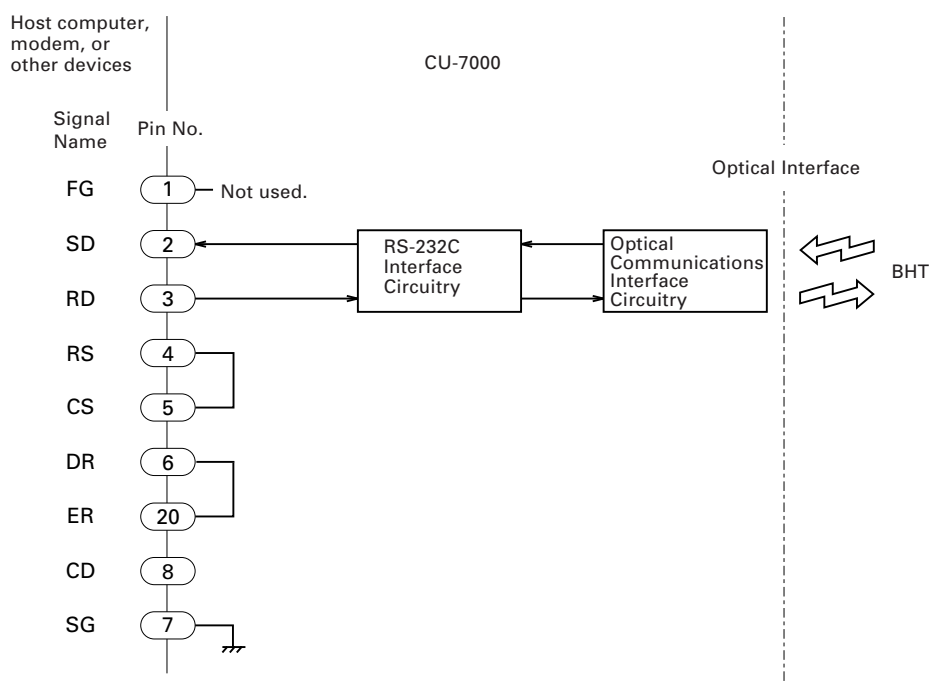 Host computer,
modem, or
other devices
CU-7000
Signal
Name
Pin No.
Optical Interface
FG 1 Not used.
SD 2
RD 3
RS-232C
Interface
Circuitry
Optical
Communications
Interface
Circuitry
BHT
RS 4
CS 5
DR 6
ER 20
CD 8
SG 7